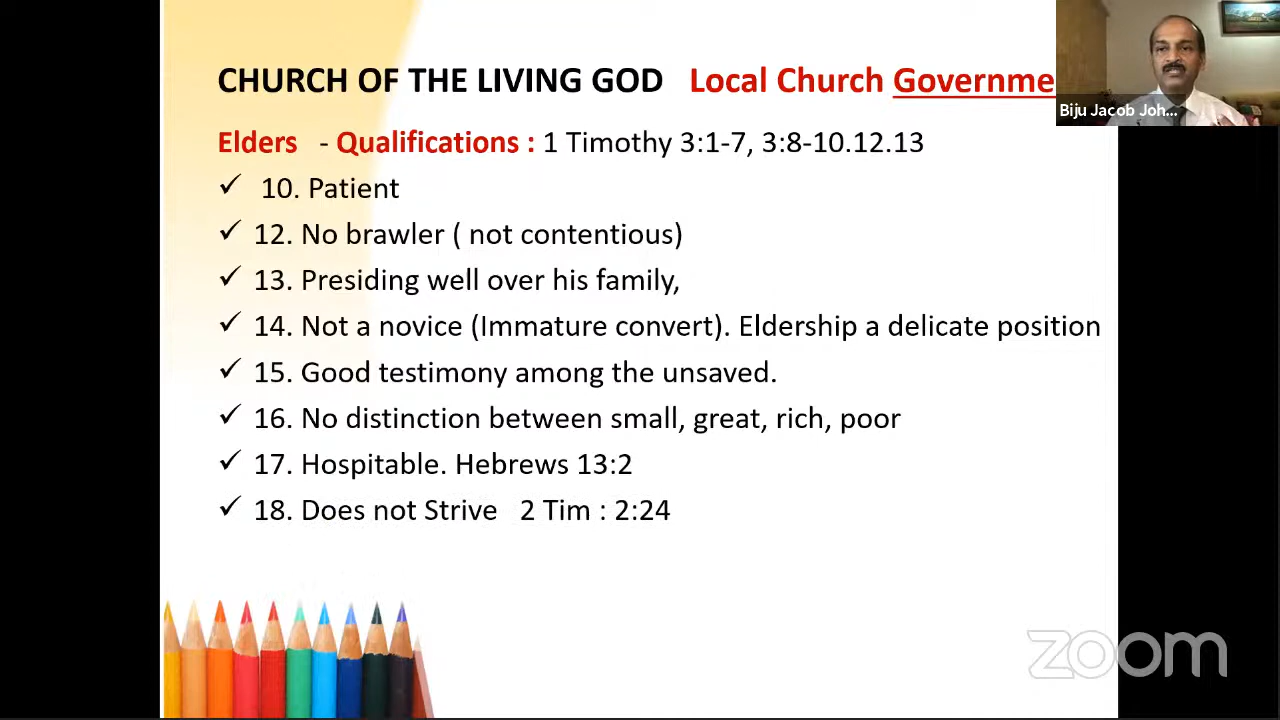 CHURCH OF THE LIVING GOD Local Church Governme
Biju Jacob Joh...
Elders - Qualifications : 1 Timothy 3:1-7, 3:8-10.12.13
✓ 10. Patient
✓ 12. No brawler ( not contentious)
✓ 13. Presiding well over his family,
✓ 14. Not a novice (Immature convert). Eldership a delicate position
✓ 15. Good testimony among the unsaved.
✓ 16. No distinction between small, great, rich, poor
✓ 17. Hospitable. Hebrews 13:2
✓ 18. Does not Strive 2 Tim : 2:24
zoom